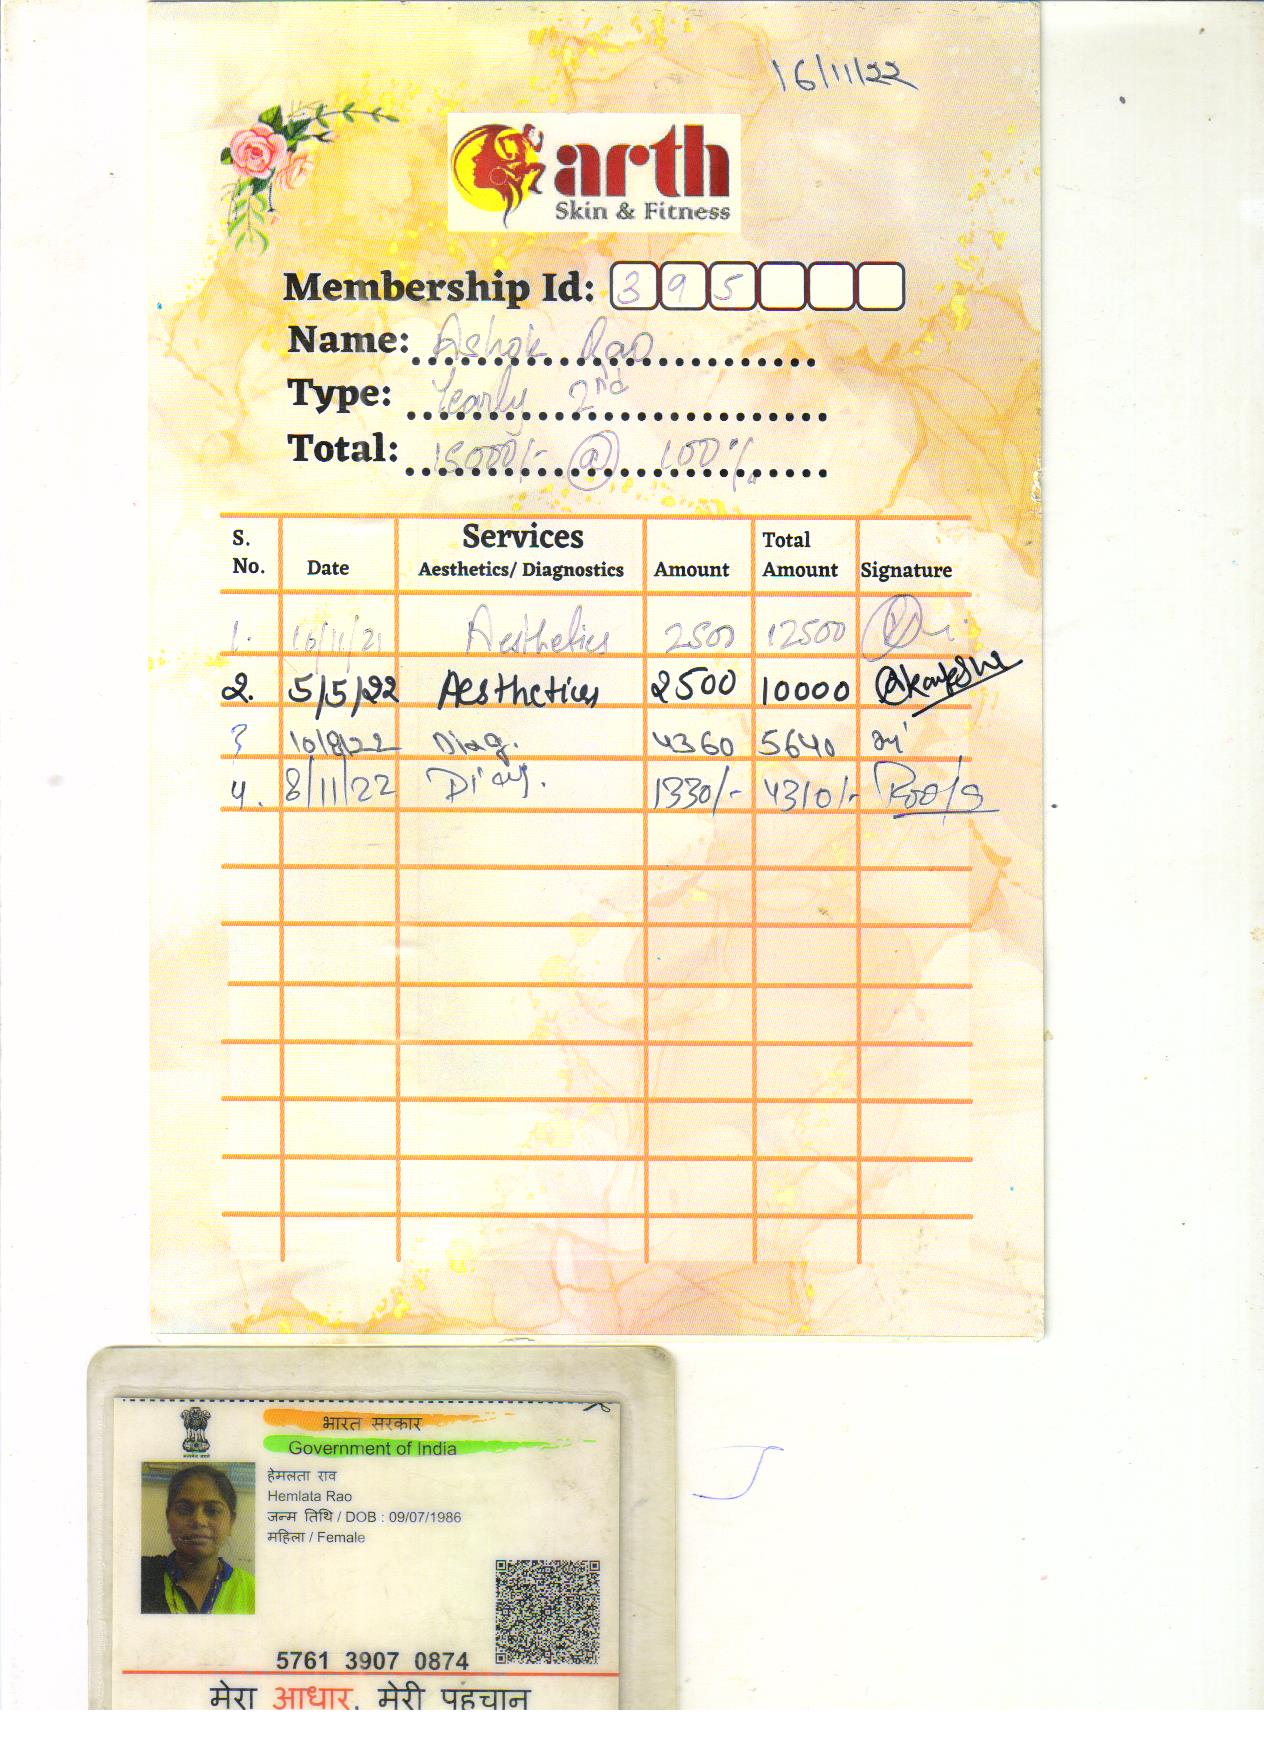 16/11/22
arth
Skin & Fitness
Membership Id: 3 9 5
Name: Ashok Rao
Type: Yearly 2nd
Total: 15000/- @ 100%
S. No. Date Services Aesthetics/ Diagnostics Amount Total Amount Signature
1. 16/11/21 Aesthetics 2500 12500
2. 5/5/22 Aesthetics 2500 10000 Akanksha
3 10/8/22 Diag. 4360 5640
4. 8/11/22 Diag. 1330/- 4310/-
भारत सरकार
Government of India
हेमलता राव
Hemlata Rao
जन्म तिथि / DOB : 09/07/1986
महिला / Female
5761 3907 0874
मेरा आधार, मेरी पहचान